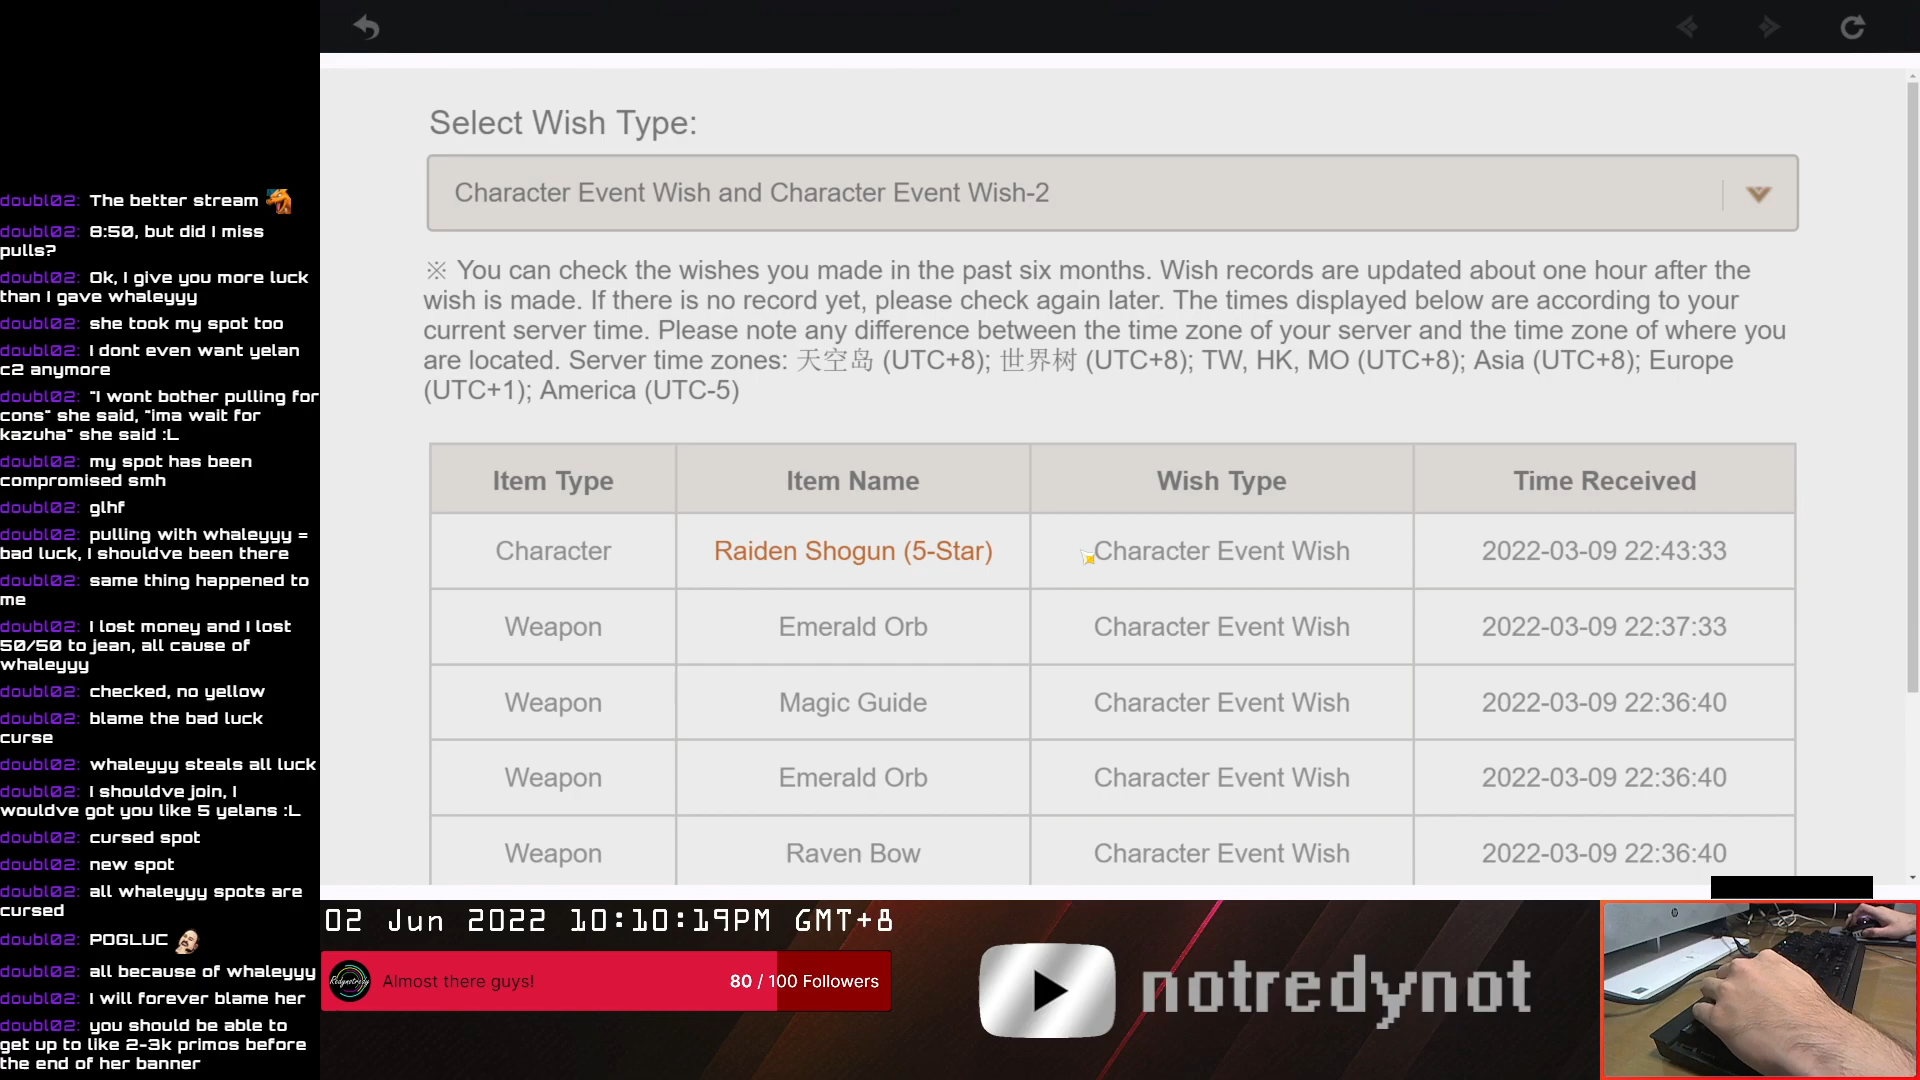 doubl02: The better stream
doubl02: 8:50, but did I miss
pulls?
doubl02: Ok, I give you more luck
than I gave whaleyyy
doubl02: she took my spot too
doubl02: I dont even want yelan
c2 anymore
doubl02: "I wont bother pulling for
cons" she said, "ima wait for
kazuha" she said :L
doubl02: my spot has been
compromised smh
doubl02: glhf
doubl02: pulling with whaleyyy =
bad luck, I shouldve been there
doubl02: same thing happened to
me
doubl02: I lost money and I lost
50/50 to jean, all cause of
whaleyyy
doubl02: checked, no yellow
doubl02: blame the bad luck
curse
doubl02: whaleyyy steals all luck
doubl02: I shouldve join, I
wouldve got you like 5 yelans :L
doubl02: cursed spot
doubl02: new spot
doubl02: all whaleyyy spots are
cursed
doubl02: POGLUC
doubl02: all because of whaleyyy
doubl02: I will forever blame her
doubl02: you should be able to
get up to like 2-3k primos before
the end of her banner
Select Wish Type:
Character Event Wish and Character Event Wish-2
※ You can check the wishes you made in the past six months. Wish records are updated about one hour after the
wish is made. If there is no record yet, please check again later. The times displayed below are according to your
current server time. Please note any difference between the time zone of your server and the time zone of where you
are located. Server time zones: 天空岛 (UTC+8); 世界树 (UTC+8); TW, HK, MO (UTC+8); Asia (UTC+8); Europe
(UTC+1); America (UTC-5)
Item Type Item Name Wish Type Time Received
Character Raiden Shogun (5-Star) Character Event Wish 2022-03-09 22:43:33
Weapon Emerald Orb Character Event Wish 2022-03-09 22:37:33
Weapon Magic Guide Character Event Wish 2022-03-09 22:36:40
Weapon Emerald Orb Character Event Wish 2022-03-09 22:36:40
Weapon Raven Bow Character Event Wish 2022-03-09 22:36:40
02 Jun 2022 10:10:19PM GMT+8
Almost there guys! 80 / 100 Followers
notredynot